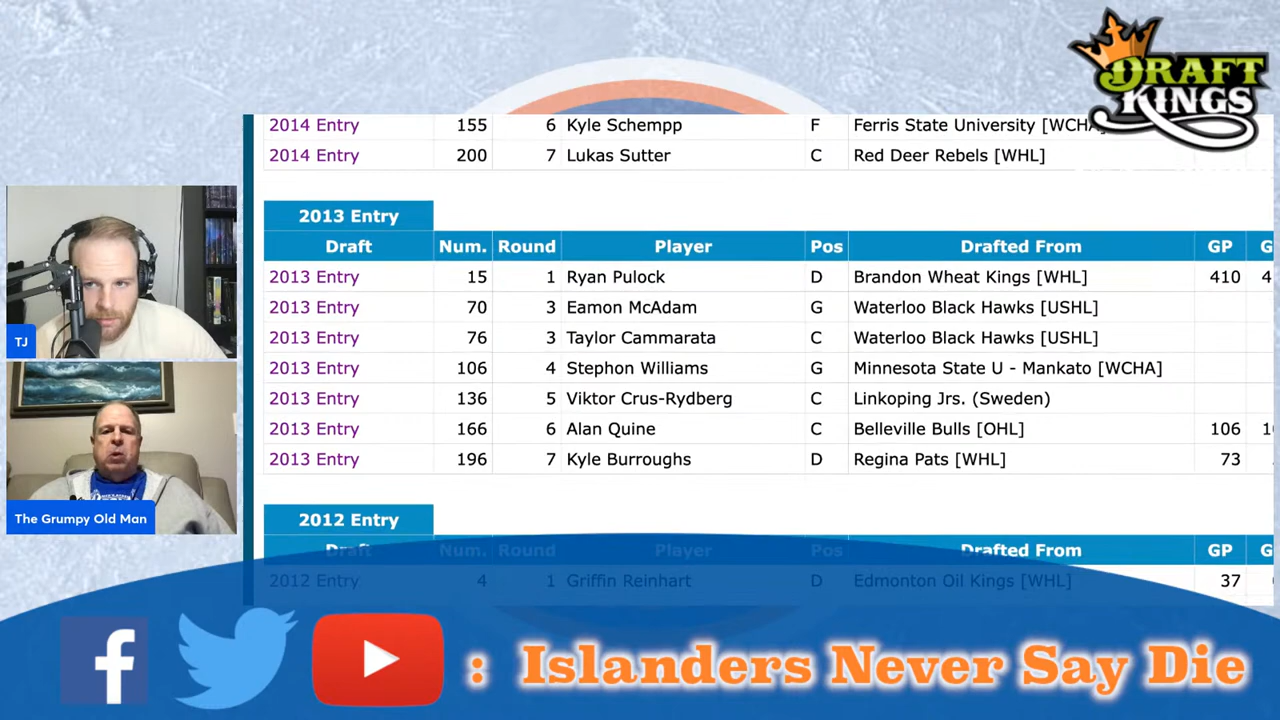 DRAFT
KINGS
2014 Entry 155 6 Kyle Schempp F Ferris State University [WCHA]
2014 Entry 200 7 Lukas Sutter C Red Deer Rebels [WHL]
2013 Entry
Draft Num. Round Player Pos Drafted From GP G
2013 Entry 15 1 Ryan Pulock D Brandon Wheat Kings [WHL] 410 4
2013 Entry 70 3 Eamon McAdam G Waterloo Black Hawks [USHL]
2013 Entry 76 3 Taylor Cammarata C Waterloo Black Hawks [USHL]
2013 Entry 106 4 Stephon Williams G Minnesota State U - Mankato [WCHA]
2013 Entry 136 5 Viktor Crus-Rydberg C Linkoping Jrs. (Sweden)
2013 Entry 166 6 Alan Quine C Belleville Bulls [OHL] 106
2013 Entry 196 7 Kyle Burroughs D Regina Pats [WHL] 73
2012 Entry
Draft Num. Round Player Pos Drafted From GP G
2012 Entry 4 1 Griffin Reinhart D Edmonton Oil Kings [WHL] 37
TJ
The Grumpy Old Man
: Islanders Never Say Die